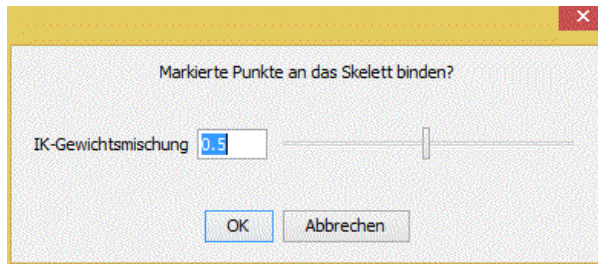 Markierte Punkte an das Skelett binden?
IK-Gewichtsmischung 0.5
OK Abbrechen